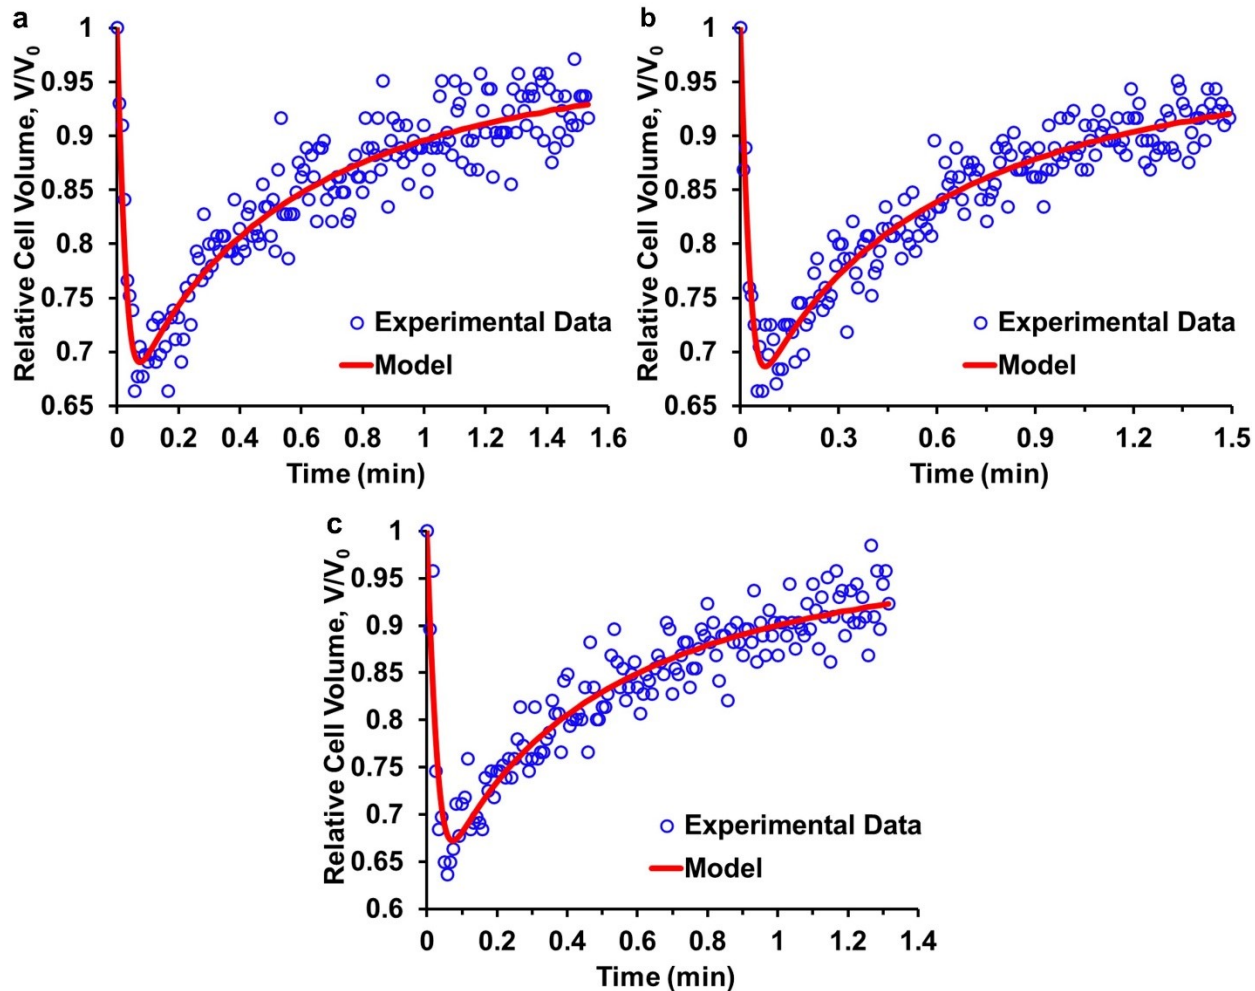 a
Relative Cell Volume, V/V₀
1
0.95
0.9
0.85
0.8
0.75
0.7
0.65
Experimental Data
Model
0 0.2 0.4 0.6 0.8 1 1.2 1.4 1.6
Time (min)
b
Relative Cell Volume, V/V₀
1
0.95
0.9
0.85
0.8
0.75
0.7
0.65
Experimental Data
Model
0 0.3 0.6 0.9 1.2 1.5
Time (min)
c
Relative Cell Volume, V/V₀
1
0.95
0.9
0.85
0.8
0.75
0.7
0.65
0.6
Experimental Data
Model
0 0.2 0.4 0.6 0.8 1 1.2 1.4
Time (min)